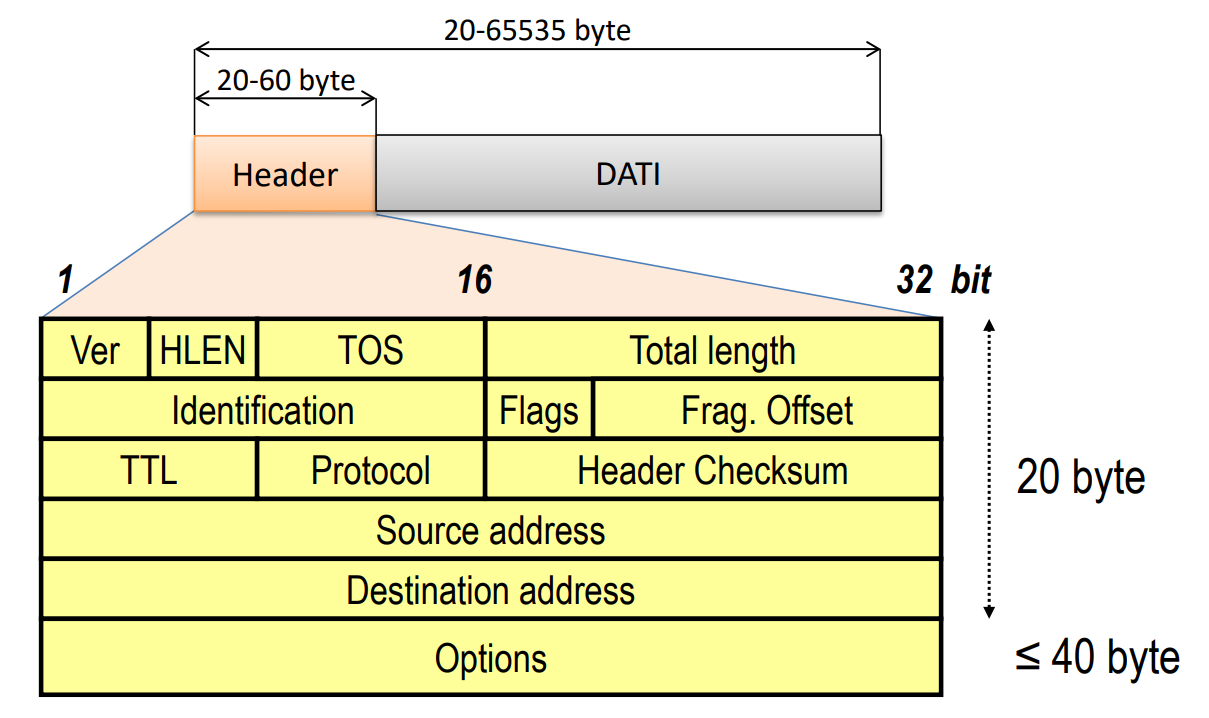 20-65535 byte
20-60 byte
Header DATI
1 16 32 bit
Ver HLEN TOS Total length
Identification Flags Frag. Offset
TTL Protocol Header Checksum
20 byte
Source address
Destination address
Options
≤ 40 byte